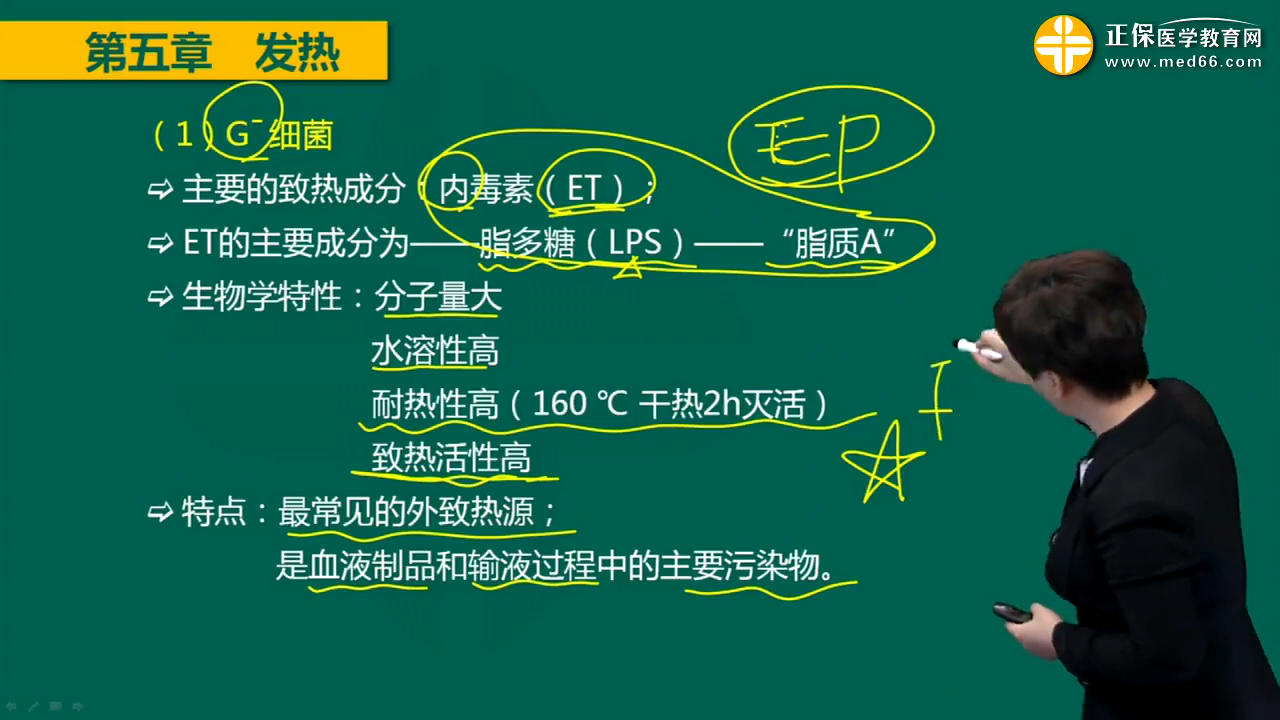 第五章 发热
正保医学教育网
www.med66.com
（1）G⁻细菌
EP
⇨ 主要的致热成分：内毒素（ET）；
⇨ ET的主要成分为——脂多糖（LPS）——“脂质A”
⇨ 生物学特性：分子量大
水溶性高
耐热性高（160 ℃ 干热2h灭活）
致热活性高
⇨ 特点：最常见的外致热源；
是血液制品和输液过程中的主要污染物。